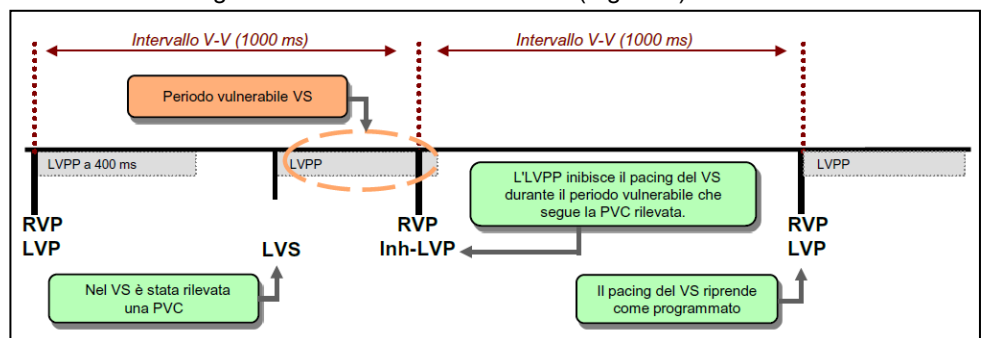 Intervallo V-V (1000 ms)
Intervallo V-V (1000 ms)
Periodo vulnerabile VS
LVPP a 400 ms
LVPP
LVPP
L'LVPP inibisce il pacing del VS
durante il periodo vulnerabile che
segue la PVC rilevata.
RVP
LVP
LVS
RVP
Inh-LVP
RVP
LVP
Nel VS è stata rilevata
una PVC
Il pacing del VS riprende
come programmato